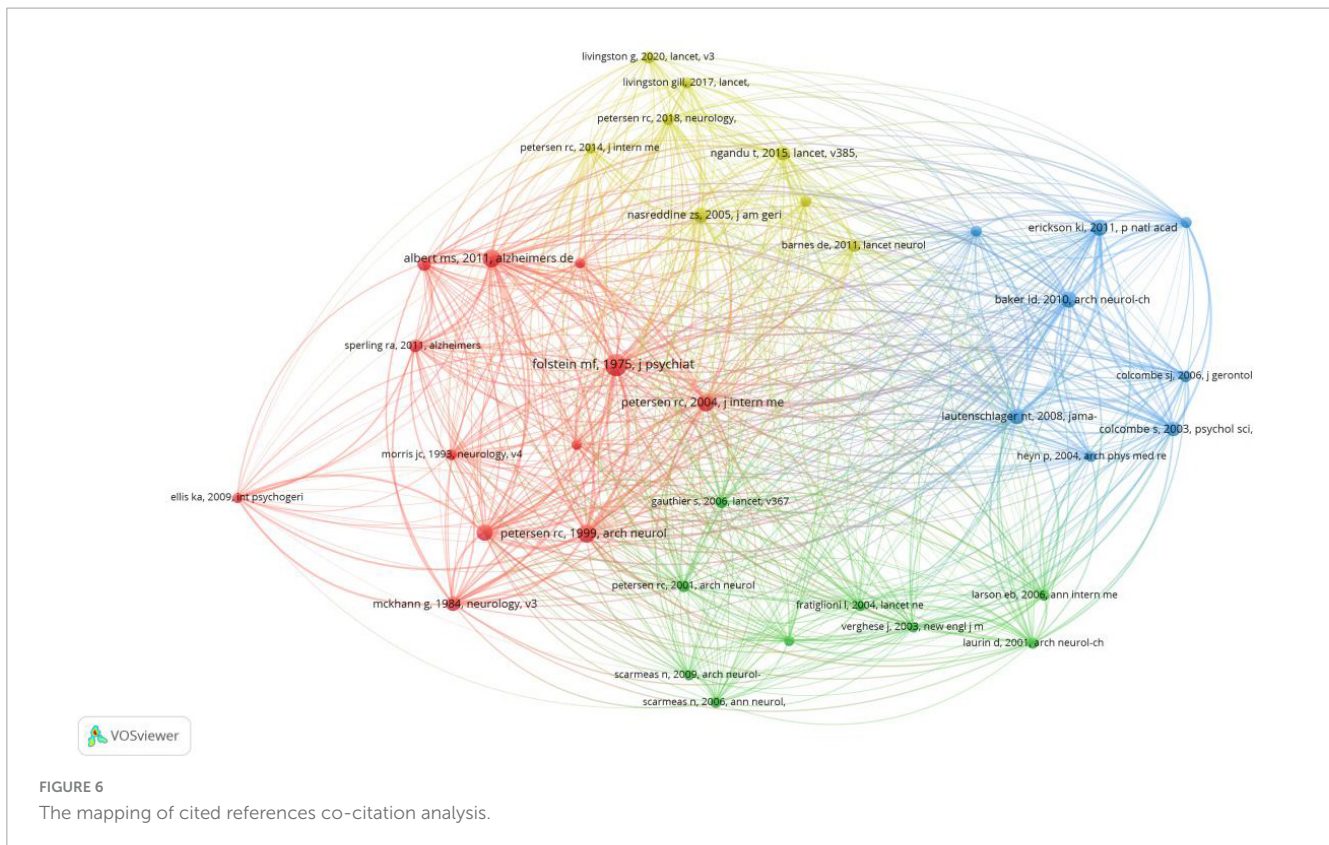 livingston g, 2020, lancet, v3
livingston gill, 2017, lancet,
petersen rc, 2018, neurology,
petersen rc, 2014, j intern me
ngandu t, 2015, lancet, v385,
nasreddine zs, 2005, j am geri
erickson ki, 2011, p natl acad
barnes de, 2011, lancet neurol
albert ms, 2011, alzheimers de
baker ld, 2010, arch neurol-ch
sperling ra, 2011, alzheimers
folstein mf, 1975, j psychiat
colcombe sj, 2006, j gerontol
petersen rc, 2004, j intern me
lautenschlager nt, 2008, jama-
colcombe s, 2003, psychol sci,
morris jc, 1993, neurology, v4
heyn p, 2004, arch phys med re
ellis ka, 2009, int psychogeri
gauthier s, 2006, lancet, v367
petersen rc, 1999, arch neurol
petersen rc, 2001, arch neurol
larson eb, 2006, ann intern me
mckhann g, 1984, neurology, v3
fratiglioni l, 2004, lancet ne
verghese j, 2003, new engl j m
laurin d, 2001, arch neurol-ch
scarmeas n, 2009, arch neurol-
scarmeas n, 2006, ann neurol,
VOSviewer
FIGURE 6
The mapping of cited references co-citation analysis.